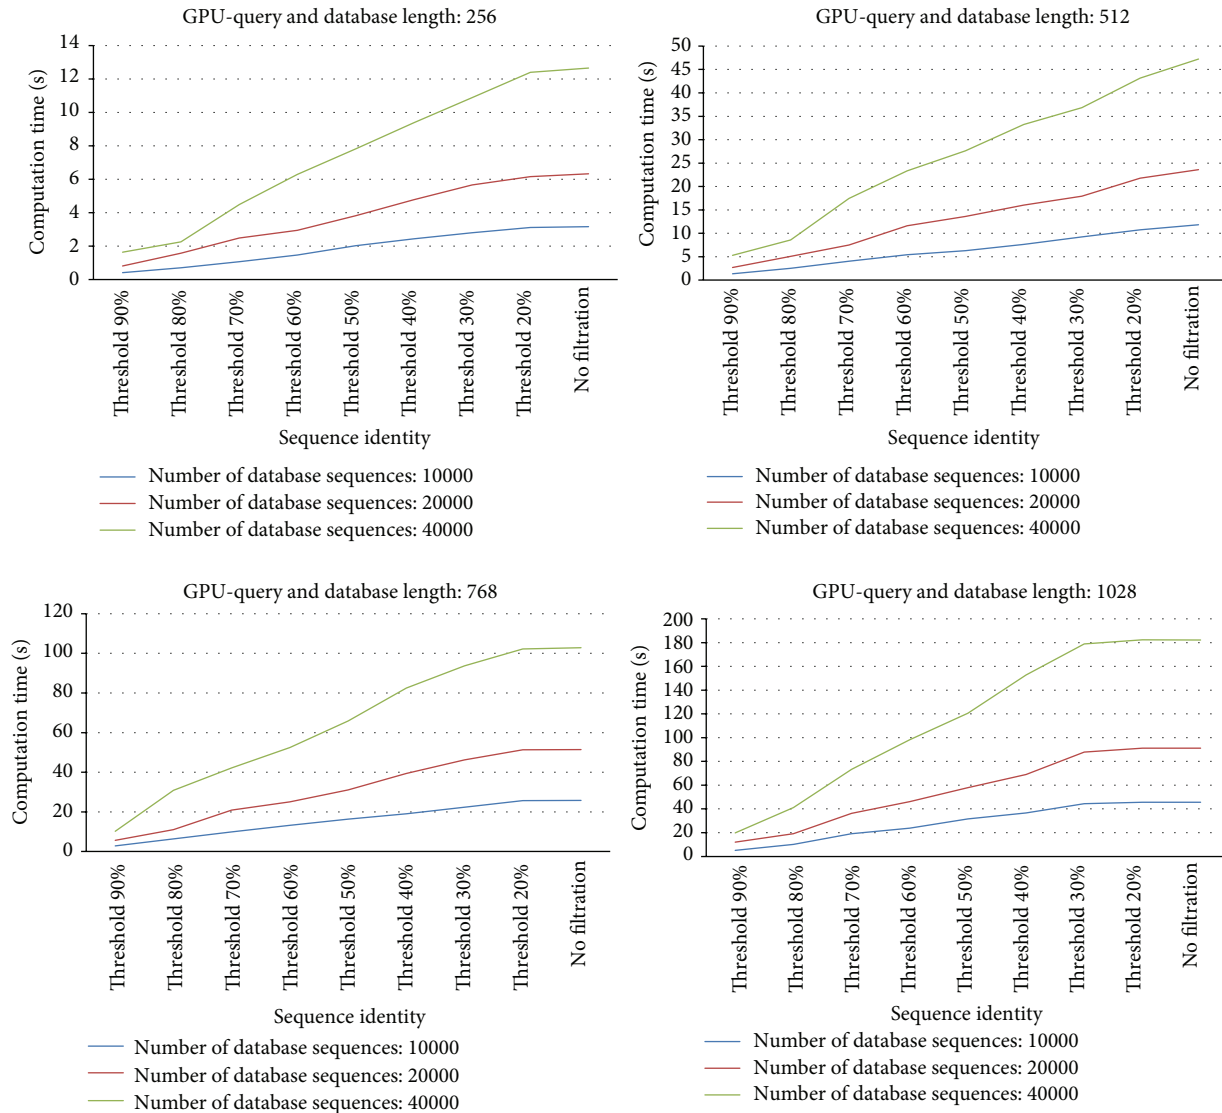 GPU-query and database length: 256
Computation time (s)
14
12
10
8
6
4
2
0
Threshold 90%
Threshold 80%
Threshold 70%
Threshold 60%
Threshold 50%
Threshold 40%
Threshold 30%
Threshold 20%
No filtration
Sequence identity
Number of database sequences: 10000
Number of database sequences: 20000
Number of database sequences: 40000
GPU-query and database length: 512
Computation time (s)
50
45
40
35
30
25
20
15
10
5
0
Threshold 90%
Threshold 80%
Threshold 70%
Threshold 60%
Threshold 50%
Threshold 40%
Threshold 30%
Threshold 20%
No filtration
Sequence identity
Number of database sequences: 10000
Number of database sequences: 20000
Number of database sequences: 40000
GPU-query and database length: 768
Computation time (s)
120
100
80
60
40
20
0
Threshold 90%
Threshold 80%
Threshold 70%
Threshold 60%
Threshold 50%
Threshold 40%
Threshold 30%
Threshold 20%
No filtration
Sequence identity
Number of database sequences: 10000
Number of database sequences: 20000
Number of database sequences: 40000
GPU-query and database length: 1028
Computation time (s)
200
180
160
140
120
100
80
60
40
20
0
Threshold 90%
Threshold 80%
Threshold 70%
Threshold 60%
Threshold 50%
Threshold 40%
Threshold 30%
Threshold 20%
No filtration
Sequence identity
Number of database sequences: 10000
Number of database sequences: 20000
Number of database sequences: 40000